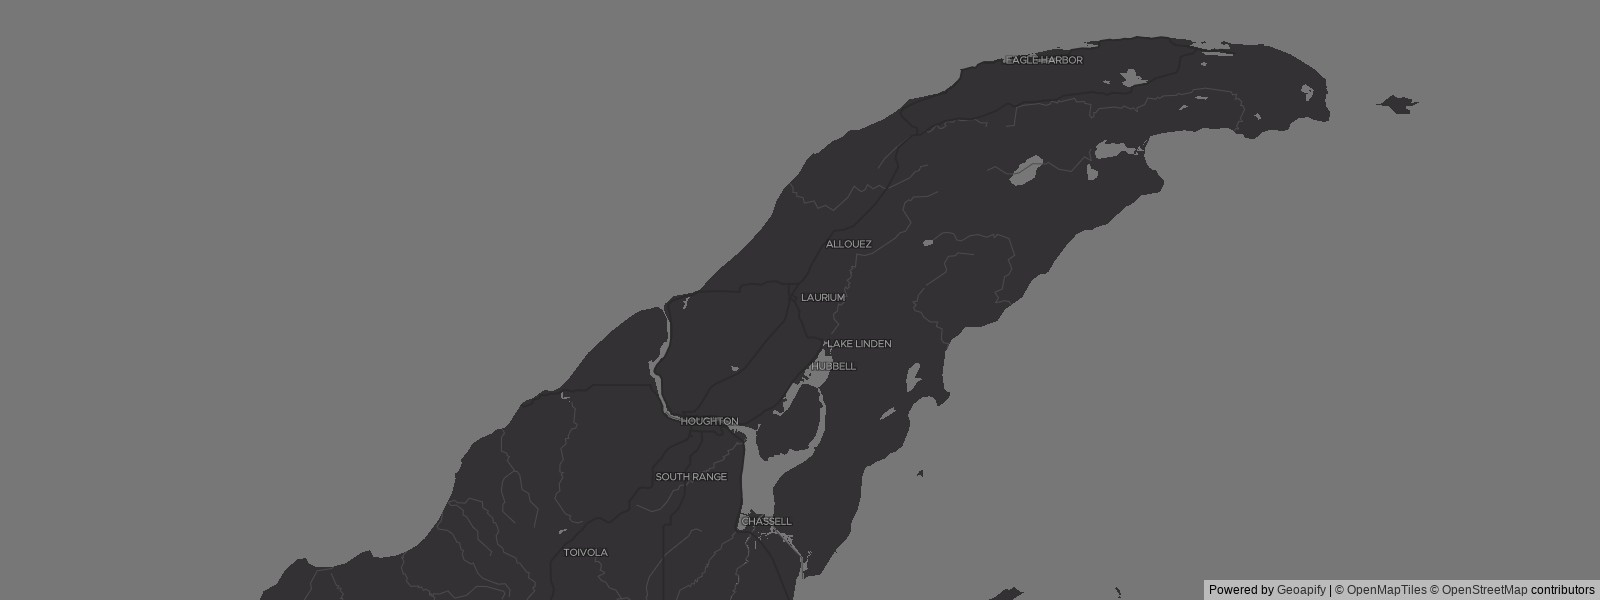 EAGLE HARBOR
ALLOUEZ
LAURIUM
LAKE LINDEN
HUBBELL
HOUGHTON
SOUTH RANGE
CHASSELL
TOIVOLA
Powered by Geoapify | © OpenMapTiles © OpenStreetMap contributors